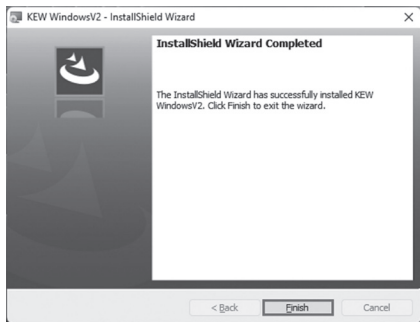 KEW WindowsV2 - InstallShield Wizard
InstallShield Wizard Completed
The InstallShield Wizard has successfully installed KEW
WindowsV2. Click Finish to exit the wizard.
< Back
Finish
Cancel